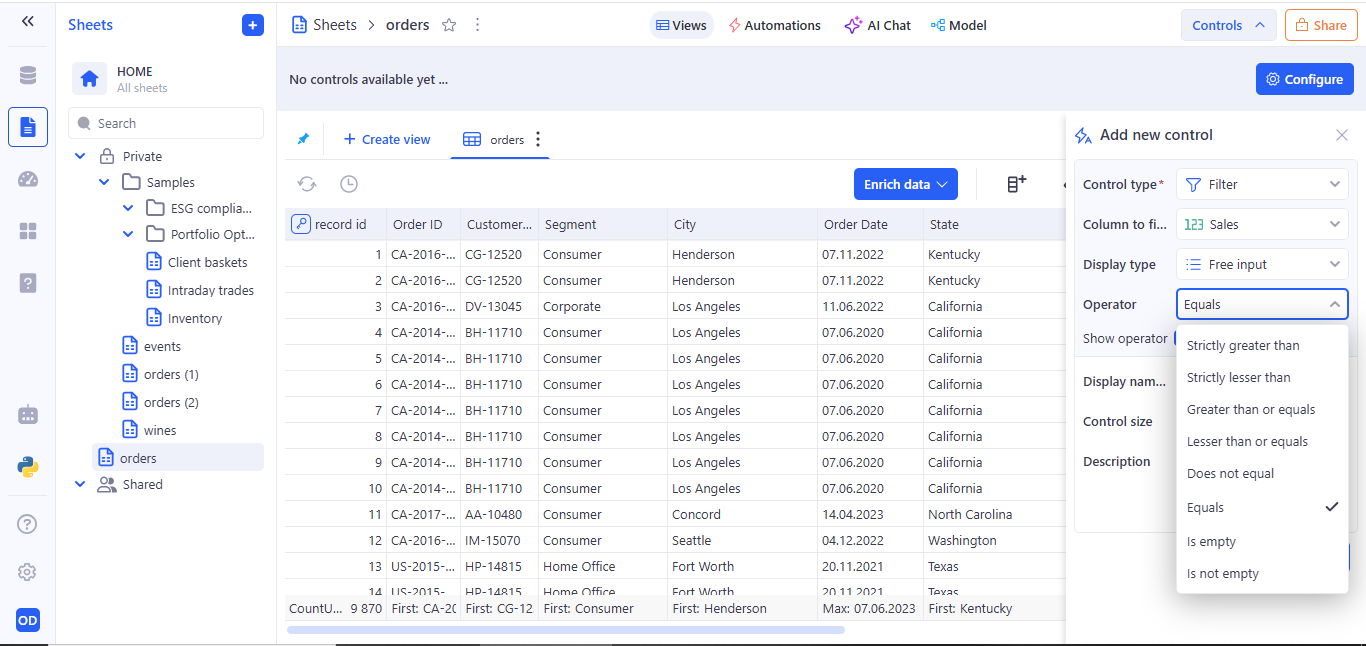 Sheets
HOME
All sheets
Search
Private
Samples
ESG complia...
Portfolio Opt...
Client baskets
Intraday trades
Inventory
events
orders (1)
orders (2)
wines
orders
Shared
OD
Sheets > orders
Views
Automations
AI Chat
Model
Controls
Share
No controls available yet ...
Configure
+ Create view
orders
Enrich data
record id Order ID Customer... Segment City Order Date State
1 CA-2016-... CG-12520 Consumer Henderson 07.11.2022 Kentucky
2 CA-2016-... CG-12520 Consumer Henderson 07.11.2022 Kentucky
3 CA-2016-... DV-13045 Corporate Los Angeles 11.06.2022 California
4 CA-2014-... BH-11710 Consumer Los Angeles 07.06.2020 California
5 CA-2014-... BH-11710 Consumer Los Angeles 07.06.2020 California
6 CA-2014-... BH-11710 Consumer Los Angeles 07.06.2020 California
7 CA-2014-... BH-11710 Consumer Los Angeles 07.06.2020 California
8 CA-2014-... BH-11710 Consumer Los Angeles 07.06.2020 California
9 CA-2014-... BH-11710 Consumer Los Angeles 07.06.2020 California
10 CA-2014-... BH-11710 Consumer Los Angeles 07.06.2020 California
11 CA-2017-... AA-10480 Consumer Concord 14.04.2023 North Carolina
12 CA-2016-... IM-15070 Consumer Seattle 04.12.2022 Washington
13 US-2015-... HP-14815 Home Office Fort Worth 20.11.2021 Texas
14 US-2015-... HP-14815 Home Office Fort Worth 20.11.2021 Texas
CountU... 9 870 First: CA-20 First: CG-12 First: Consumer First: Henderson Max: 07.06.2023 First: Kentucky
Add new control
Control type* Filter
Column to fi... 123 Sales
Display type Free input
Operator Equals
Show operator
Display nam...
Control size
Description
Strictly greater than
Strictly lesser than
Greater than or equals
Lesser than or equals
Does not equal
Equals
Is empty
Is not empty